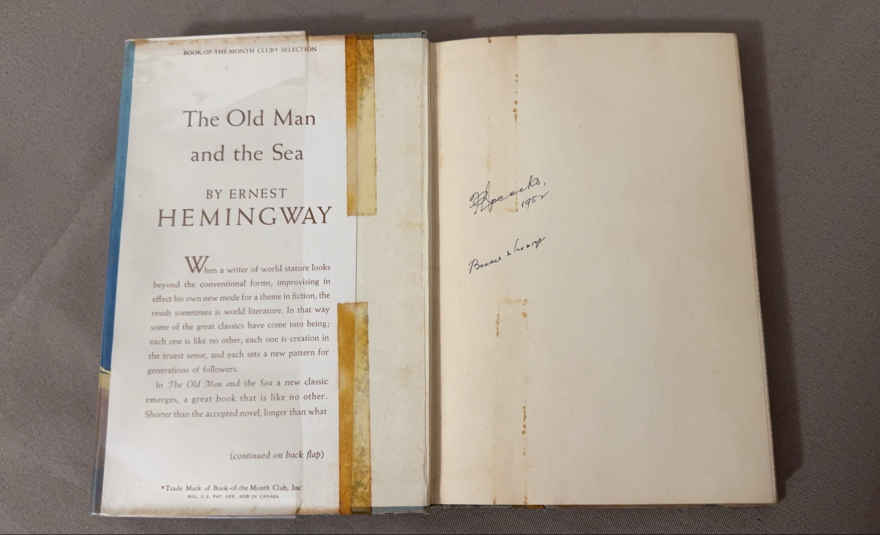 BOOK-OF-THE-MONTH CLUB* SELECTION
The Old Man
and the Sea
BY ERNEST
HEMINGWAY
When a writer of world stature looks
beyond the conventional forms, improvising in
effect his own new mode for a theme in fiction, the
result sometimes is world literature. In that way
some of the great classics have come into being;
each one is like no other, each one is creation in
the truest sense, and each sets a new pattern for
generations of followers.
In The Old Man and the Sea a new classic
emerges, a great book that is like no other.
Shorter than the accepted novel, longer than what
(continued on back flap)
*Trade Mark of Book-of-the-Month Club, Inc.
REG. U.S. PAT. OFF. AND IN CANADA
1952